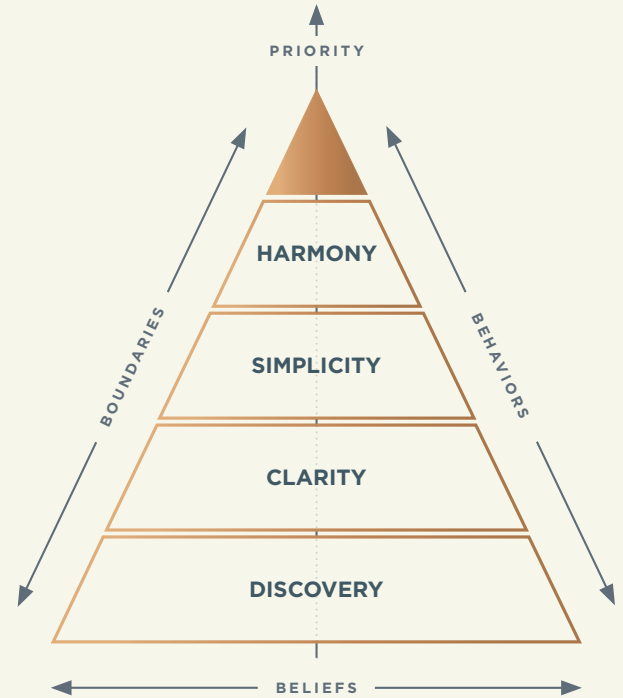 PRIORITY
HARMONY
BOUNDARIES
BEHAVIORS
SIMPLICITY
CLARITY
DISCOVERY
BELIEFS